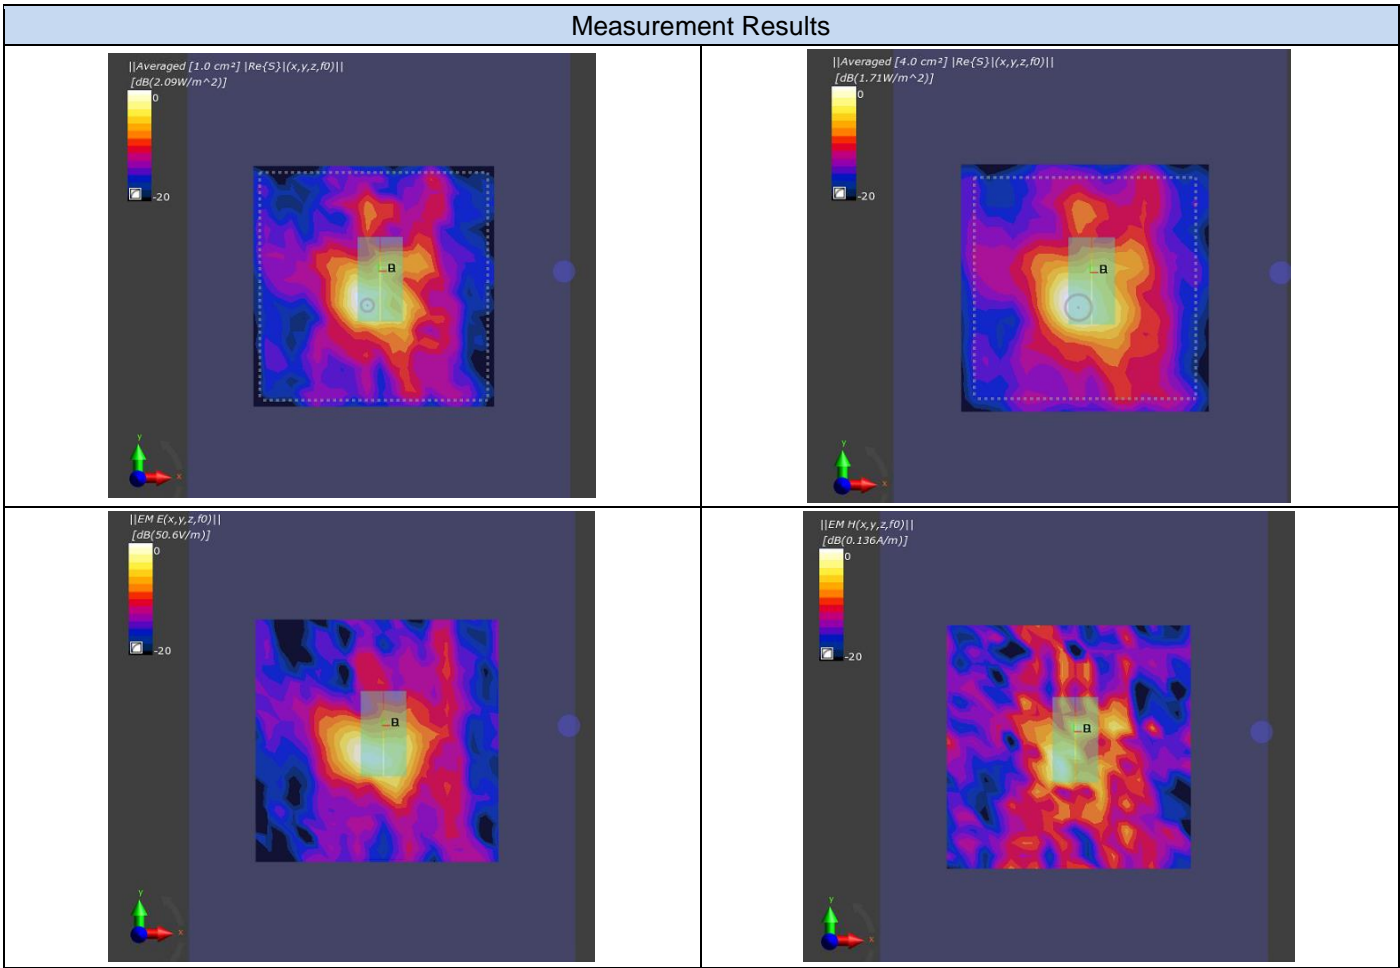 Measurement Results
||Averaged [1.0 cm²] |Re{S}|(x,y,z,f0)||
[dB(2.09W/m^2)]
0
-20
B
y
x
||Averaged [4.0 cm²] |Re{S}|(x,y,z,f0)||
[dB(1.71W/m^2)]
0
-20
B
y
x
||EM E(x,y,z,f0)||
[dB(50.6V/m)]
0
-20
B
y
x
||EM H(x,y,z,f0)||
[dB(0.136A/m)]
0
-20
B
y
x